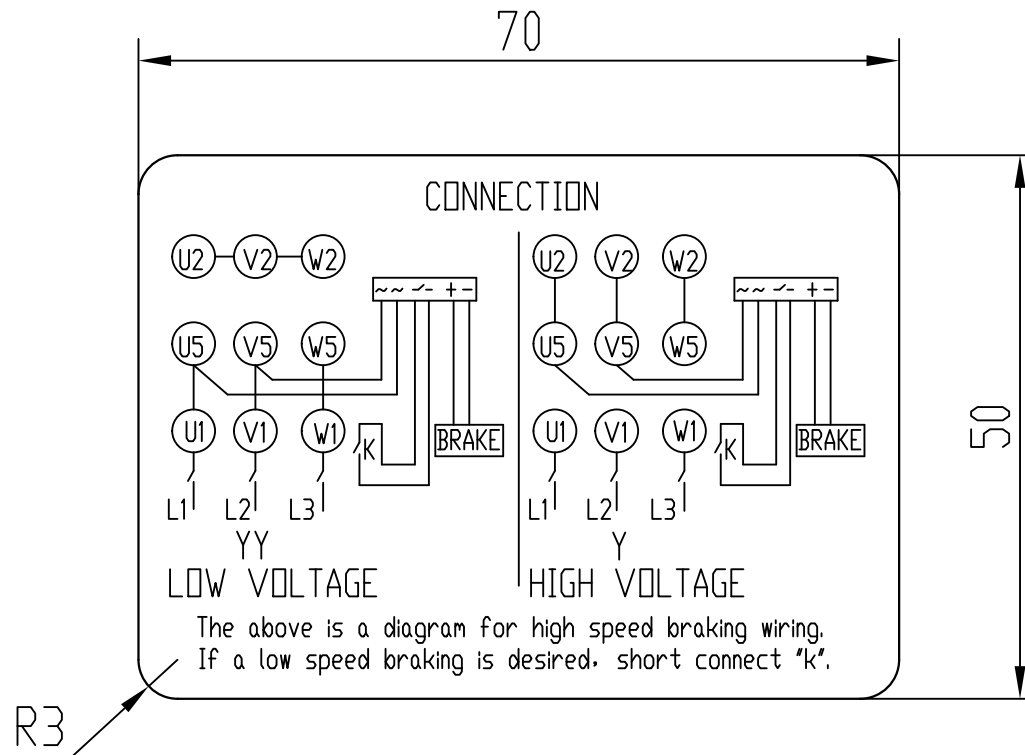 70
CONNECTION
U2 V2 W2 U2 V2 W2
~~ + - ~~ + -
U5 V5 W5 U5 V5 W5
50
U1 V1 W1 K BRAKE U1 V1 W1 K BRAKE
L1 L2 L3 L1 L2 L3
YY Y
LOW VOLTAGE HIGH VOLTAGE
The above is a diagram for high speed braking wiring.
If a low speed braking is desired, short connect "k".
R3